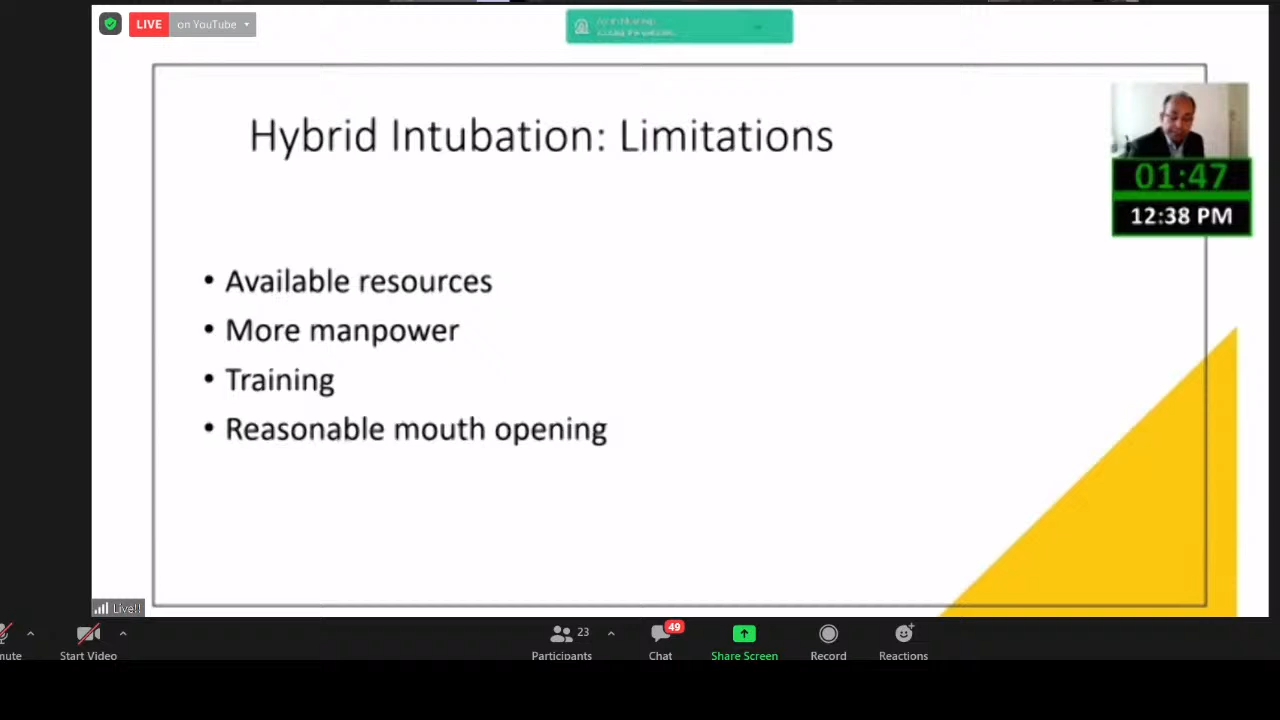 LIVE on YouTube
Hybrid Intubation: Limitations
01:47
12:38 PM
• Available resources
• More manpower
• Training
• Reasonable mouth opening
Live!!
23
49
mute
Start Video
Participants
Chat
Share Screen
Record
Reactions